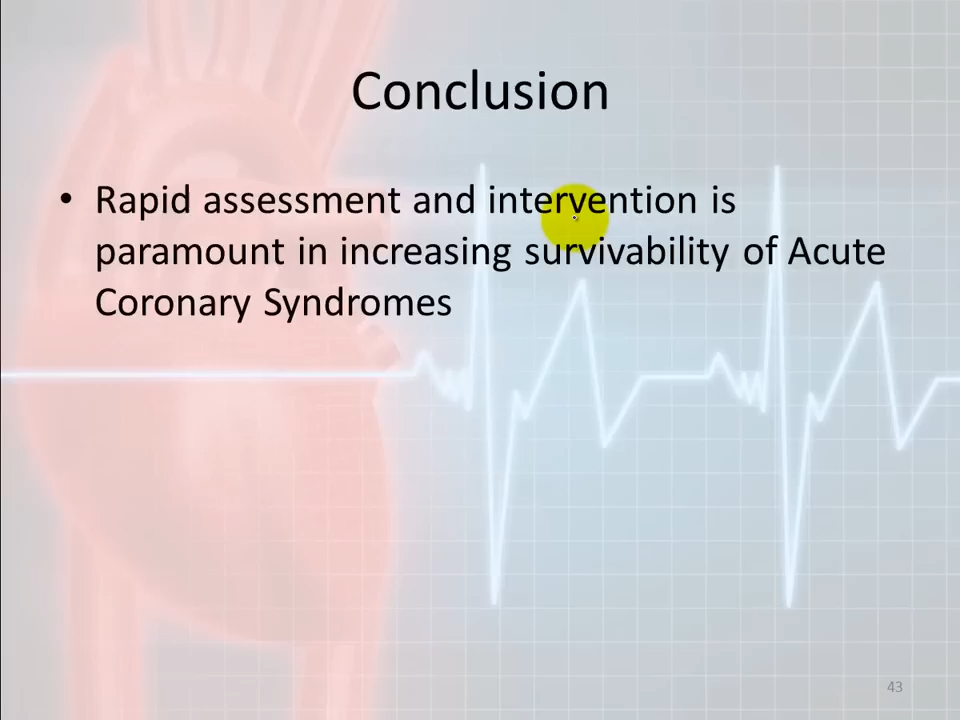 Conclusion
• Rapid assessment and intervention is
paramount in increasing survivability of Acute
Coronary Syndromes
43